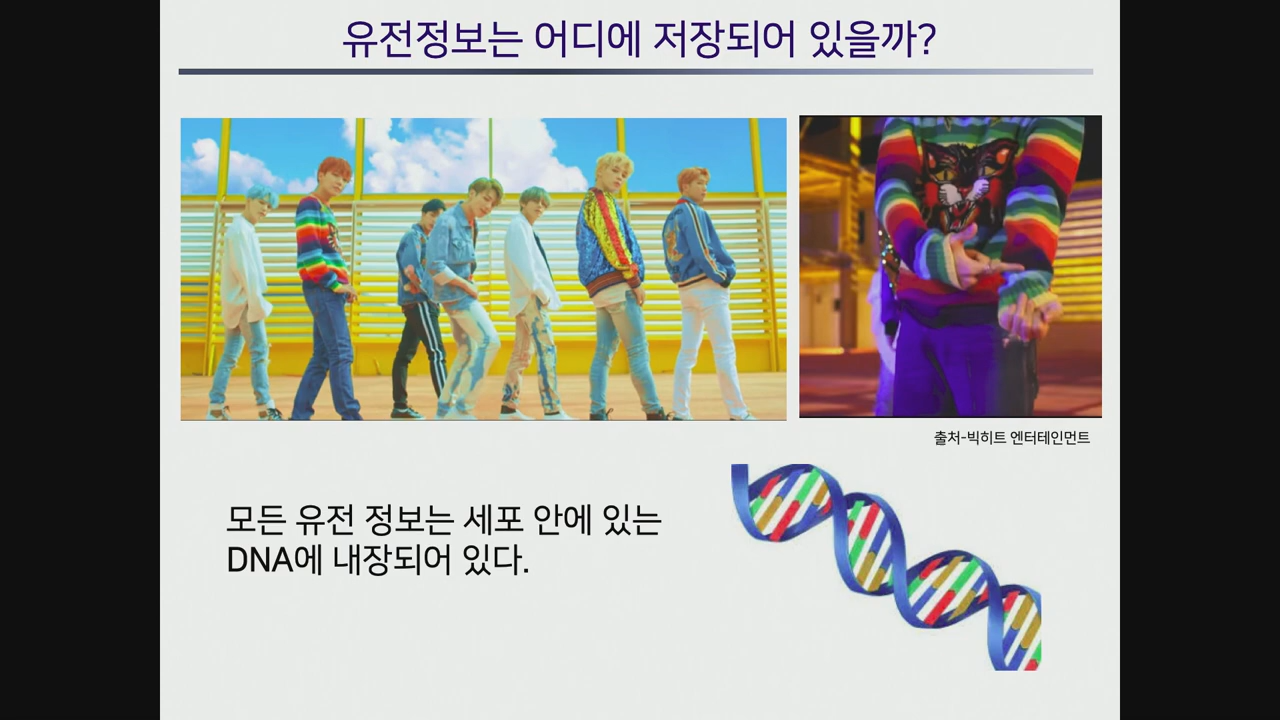 유전정보는 어디에 저장되어 있을까?
출처-빅히트 엔터테인먼트
모든 유전 정보는 세포 안에 있는
DNA에 내장되어 있다.